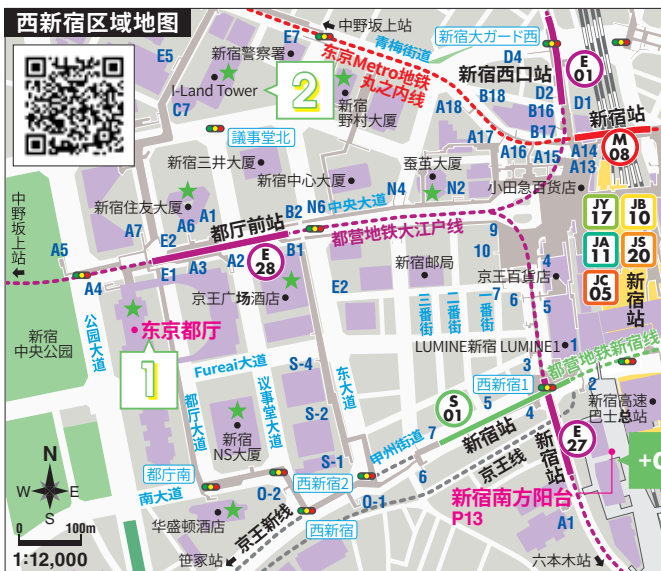 西新宿区域地图
中野坂上站
新宿大ガード西
E5
E7
新宿警察署
青梅街道
D4
E
01
I-Land Tower
2
东京Metro地铁
丸之内线
新宿西口站
C7
新宿
野村大厦
A18
B18
D2
B16
D1
新宿站
議事堂北
A17
B17
M
08
A16
A15
A14
A13
新宿三井大厦
蚕茧大厦
新宿中心大厦
小田急百货店
中野坂上站
新宿住友大厦
N4
N2
中央大道
JY
17
JB
10
A7
A6
A1
B2
N6
都厅前站
都营地铁大江户线
JA
11
JS
20
A5
E2
9
10
E1
A3
A2
E
28
B1
JC
05
新宿站
A4
E2
新宿邮局
京王百货店
4
京王广场酒店
7
6
5
三番街
二番街
一番街
公园大道
东京都厅
新宿
中央公园
LUMINE新宿
LUMINE1
1
1
Fureai大道
S-4
3
都营地铁新宿线
西新宿1
2
都厅大道
议事堂大道
东大道
S
01
5
4
新宿高速
巴士总站
S-2
新宿
NS大厦
甲州街道
7
新宿站
E
27
S-1
京王线
新宿站
N
W
E
S
都厅南
西新宿2
6
南大道
O-2
O-1
新宿南方阳台
P13
华盛顿酒店
京王新线
西新宿
A1
0
100m
1:12,000
笹冢站
六本木站